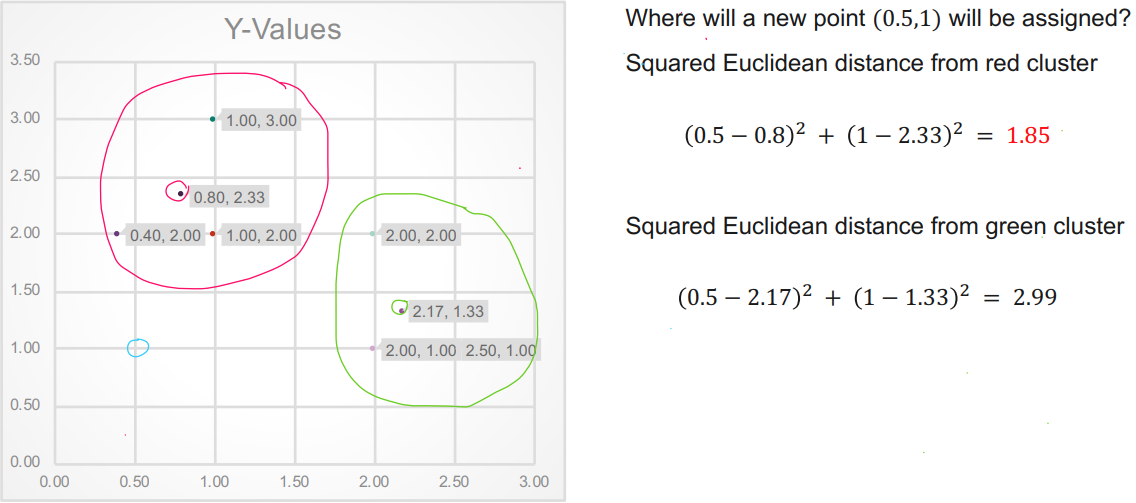 Y-Values
3.50
3.00
2.50
2.00
1.50
1.00
0.50
0.00
0.00 0.50 1.00 1.50 2.00 2.50 3.00
1.00, 3.00
0.80, 2.33
0.40, 2.00
1.00, 2.00
2.00, 2.00
2.17, 1.33
2.00, 1.00 2.50, 1.00
Where will a new point (0.5,1) will be assigned?
Squared Euclidean distance from red cluster
(0.5 − 0.8)² + (1 − 2.33)² = 1.85
Squared Euclidean distance from green cluster
(0.5 − 2.17)² + (1 − 1.33)² = 2.99